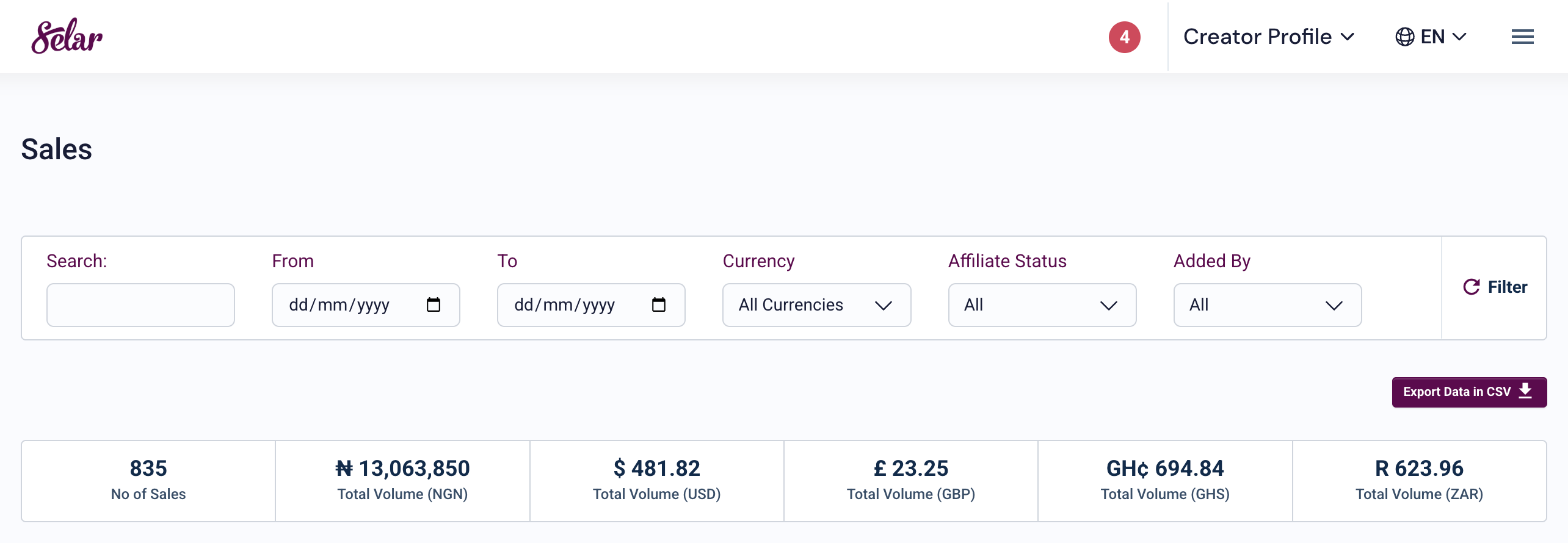 Selar
4
Creator Profile
EN
Sales
Search:
From
To
Currency
Affiliate Status
Added By
dd/mm/yyyy
dd/mm/yyyy
All Currencies
All
All
Filter
Export Data in CSV
835
₦ 13,063,850
$ 481.82
£ 23.25
GH¢ 694.84
R 623.96
No of Sales
Total Volume (NGN)
Total Volume (USD)
Total Volume (GBP)
Total Volume (GHS)
Total Volume (ZAR)